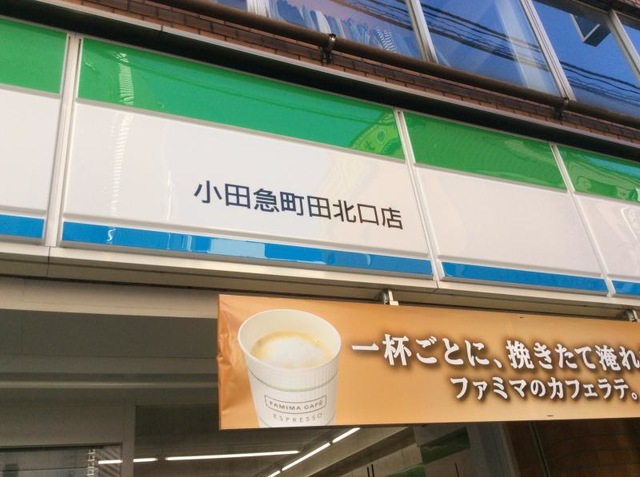 小田急町田北口店
一杯ごとに、挽きたて淹れ
ファミマのカフェラテ。
FAMIMA CAFÉ
ESPRESSO